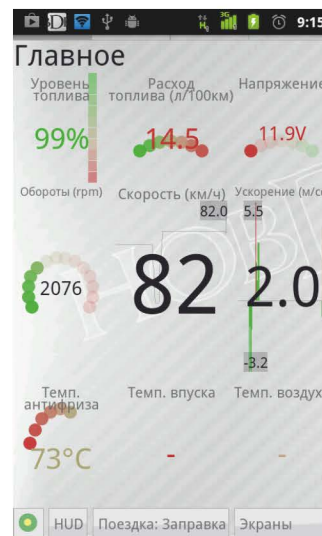 3G
9:15
Главное
Уровень
топлива
Расход
топлива (л/100км)
Напряжение
99%
14.5
11.9V
Обороты (rpm)
Скорость (км/ч)
Ускорение (м/с
82.0
5.5
2076
82
2.0
-3.2
Темп.
антифриза
Темп. впуска
Темп. воздух
73°C
-
-
HUD
Поездка: Заправка
Экраны